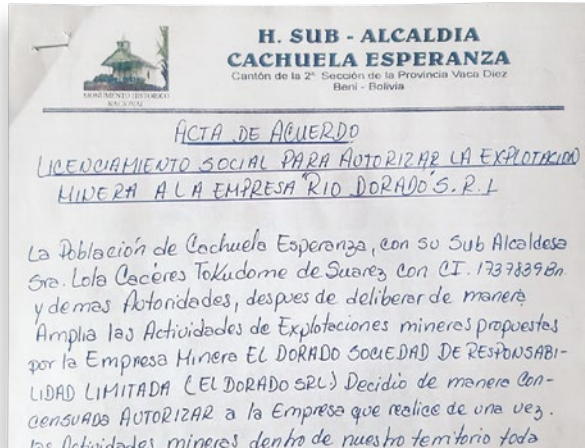 H. SUB - ALCALDIA
CACHUELA ESPERANZA
Cantón de la 2ª Sección de la Provincia Vaca Diez
Beni - Bolivia
MONUMENTO HISTORICO
NACIONAL
ACTA DE ACUERDO
LICENCIAMIENTO SOCIAL PARA AUTORIZAR LA EXPLOTACION
MINERA A LA EMPRESA "RIO DORADO" S.R.L
La Población de Cachuela Esperanza, con su Sub Alcaldesa
Sra. Lola Caceres Tokudome de Suarez con CI. 1737839Bn
y demas Autoridades, despues de deliberar de manera
Amplia las Actividades de Explotaciones mineras propuestas
por la Empresa Minera EL DORADO SOCIEDAD DE RESPONSABI-
LIDAD LIMITADA (EL DORADO SRL) Decidio de manera Con-
censuada AUTORIZAR a la Empresa que realice de una vez.
las Actividades mineras dentro de nuestro territorio toda